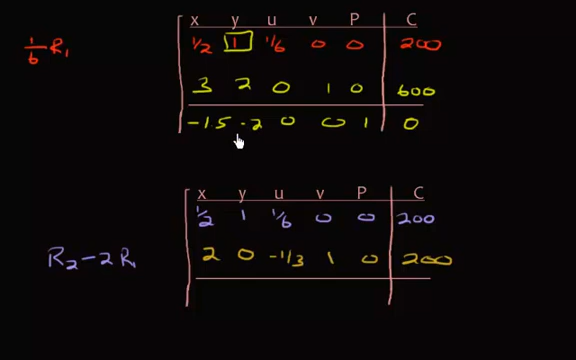 x y u v P C
1/6 R₁ 1/2 1 1/6 0 0 200
3 2 0 1 0 600
-1.5 -2 0 0 1 0
x y u v P C
1/2 1 1/6 0 0 200
R₂ - 2R₁ 2 0 -1/3 1 0 200